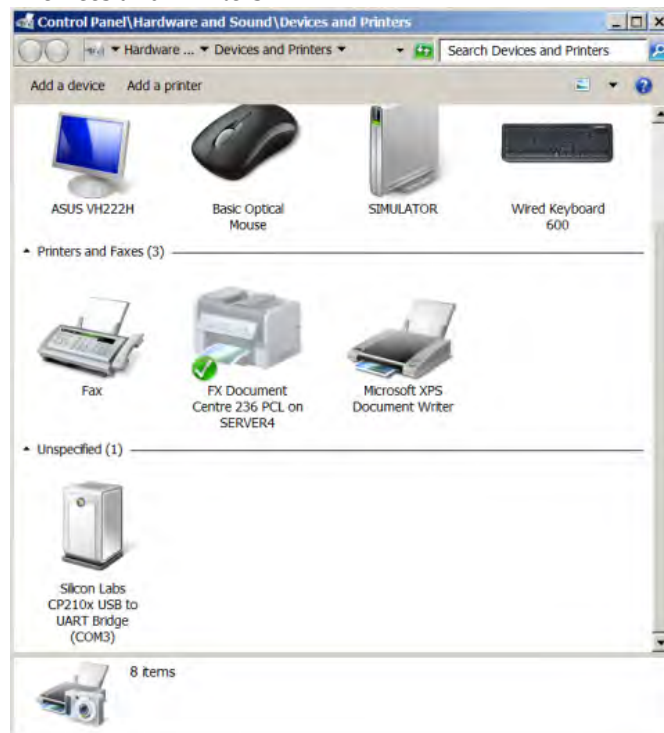 Control Panel\Hardware and Sound\Devices and Printers
Hardware ... Devices and Printers
Search Devices and Printers
Add a device Add a printer
ASUS VH222H
Basic Optical
Mouse
SIMULATOR
Wired Keyboard
600
Printers and Faxes (3)
Fax
FX Document
Centre 236 PCL on
SERVER4
Microsoft XPS
Document Writer
Unspecified (1)
Silicon Labs
CP210x USB to
UART Bridge
(COM3)
8 items